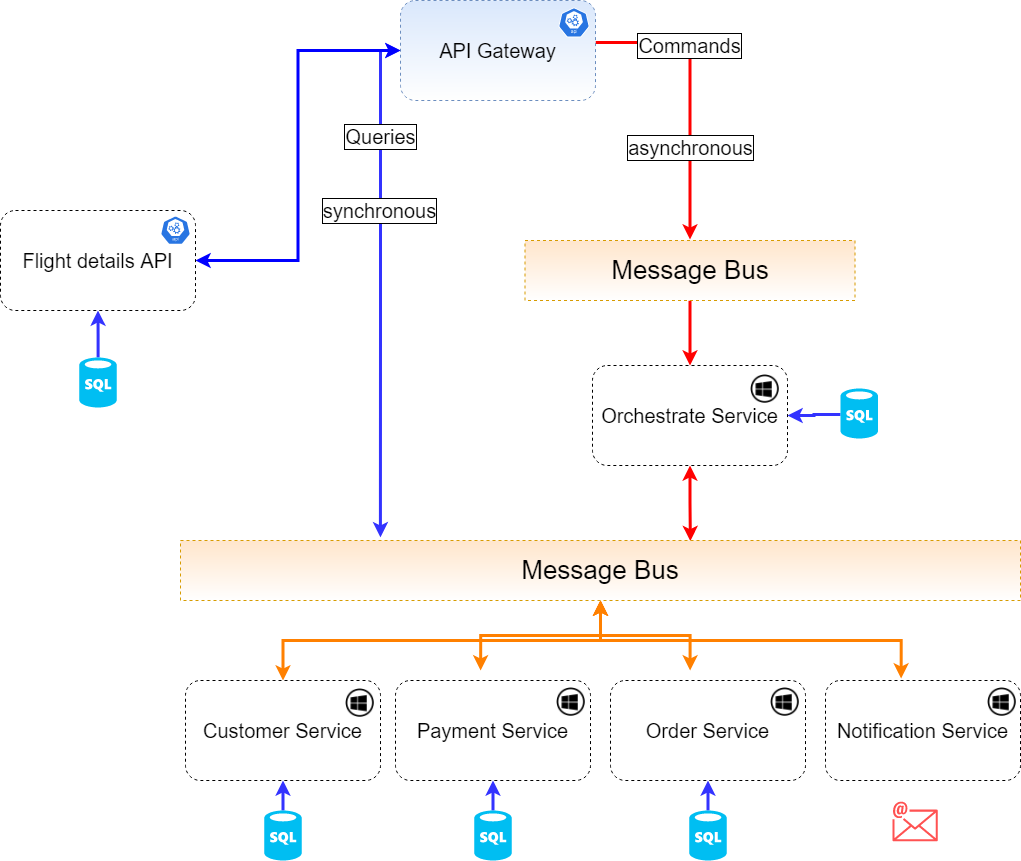 API Gateway
Commands
Queries
asynchronous
synchronous
Flight details API
Message Bus
SQL
Orchestrate Service
SQL
Message Bus
Customer Service
Payment Service
Order Service
Notification Service
@
SQL
SQL
SQL